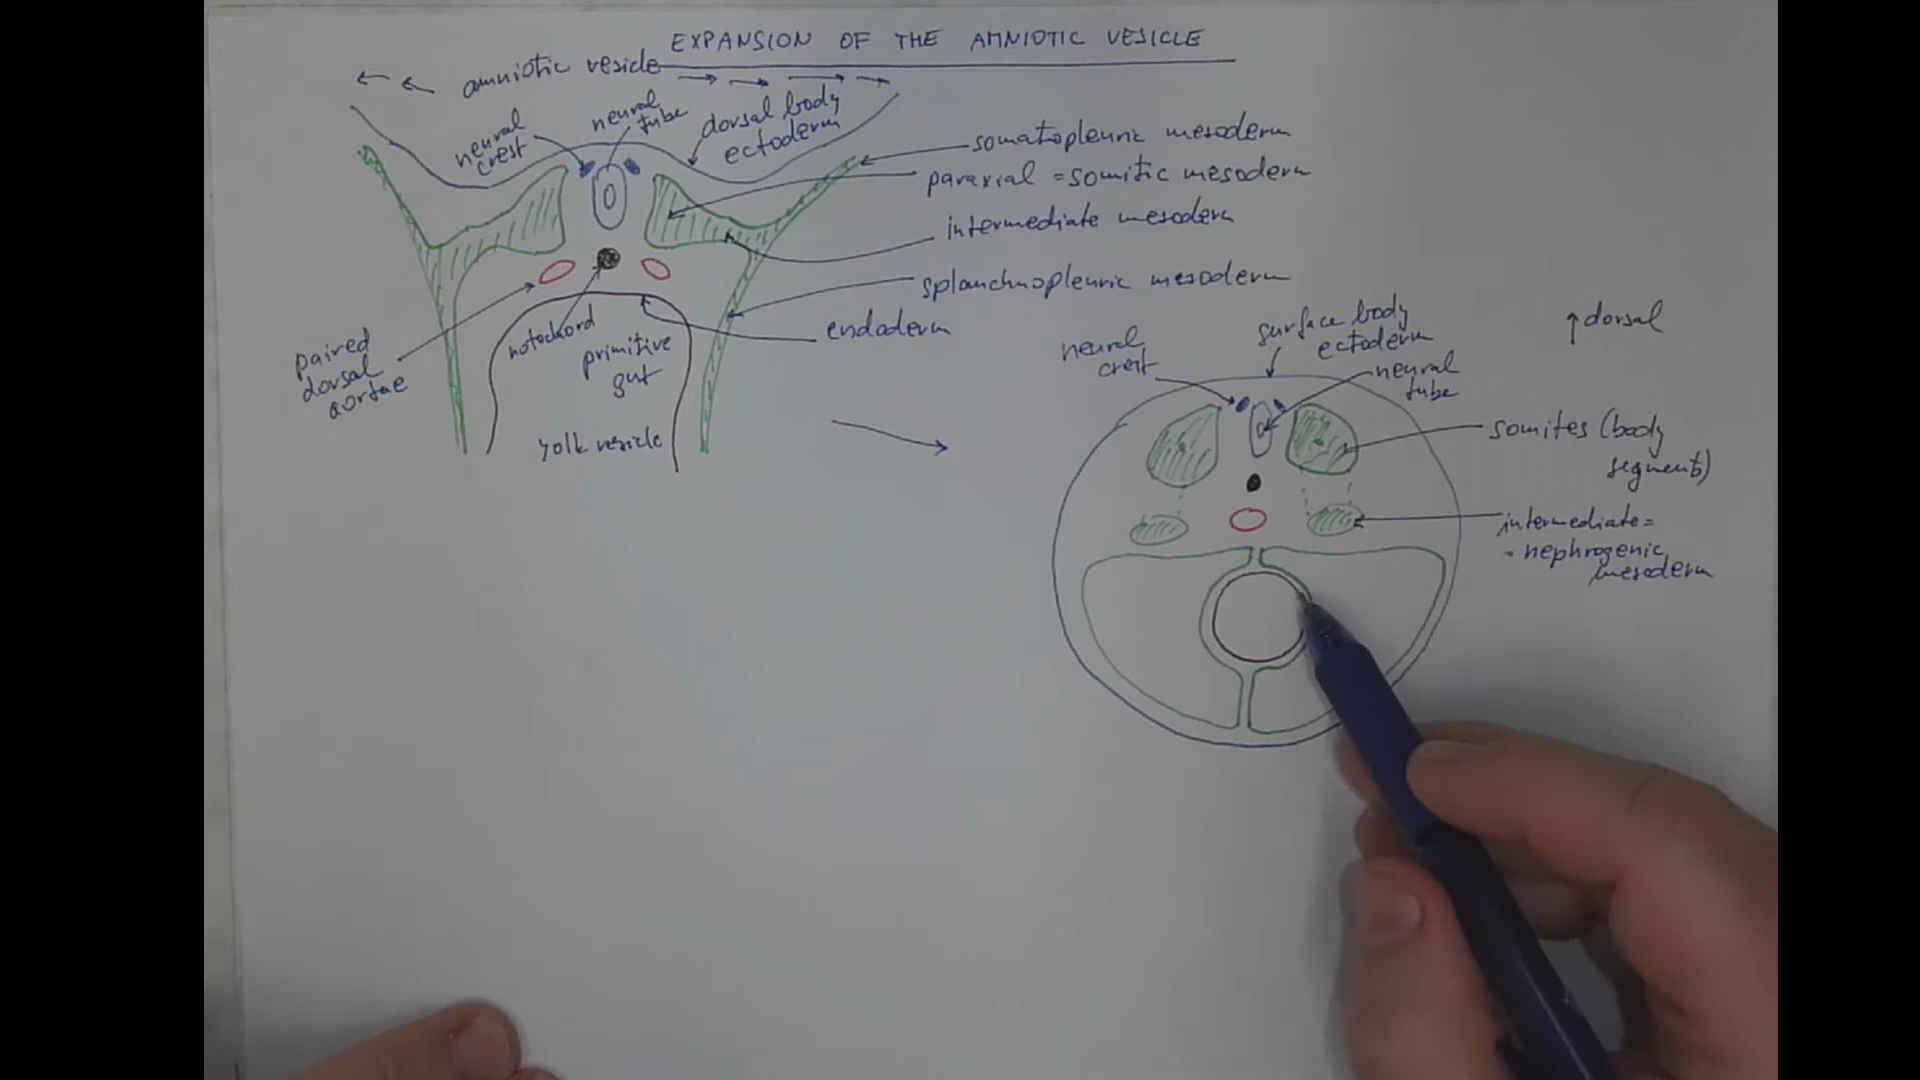 EXPANSION OF THE AMNIOTIC VESICLE
amniotic vesicle
neural
crest
neural
tube
dorsal body
ectoderm
somatopleuric mesoderm
paraxial = somitic mesoderm
intermediate mesoderm
splanchnopleuric mesoderm
endoderm
paired
dorsal
aortae
notochord
primitive
gut
yolk vesicle
↑ dorsal
neural
crest
surface body
ectoderm
neural
tube
somites (body
segments)
intermediate =
= nephrogenic
mesoderm